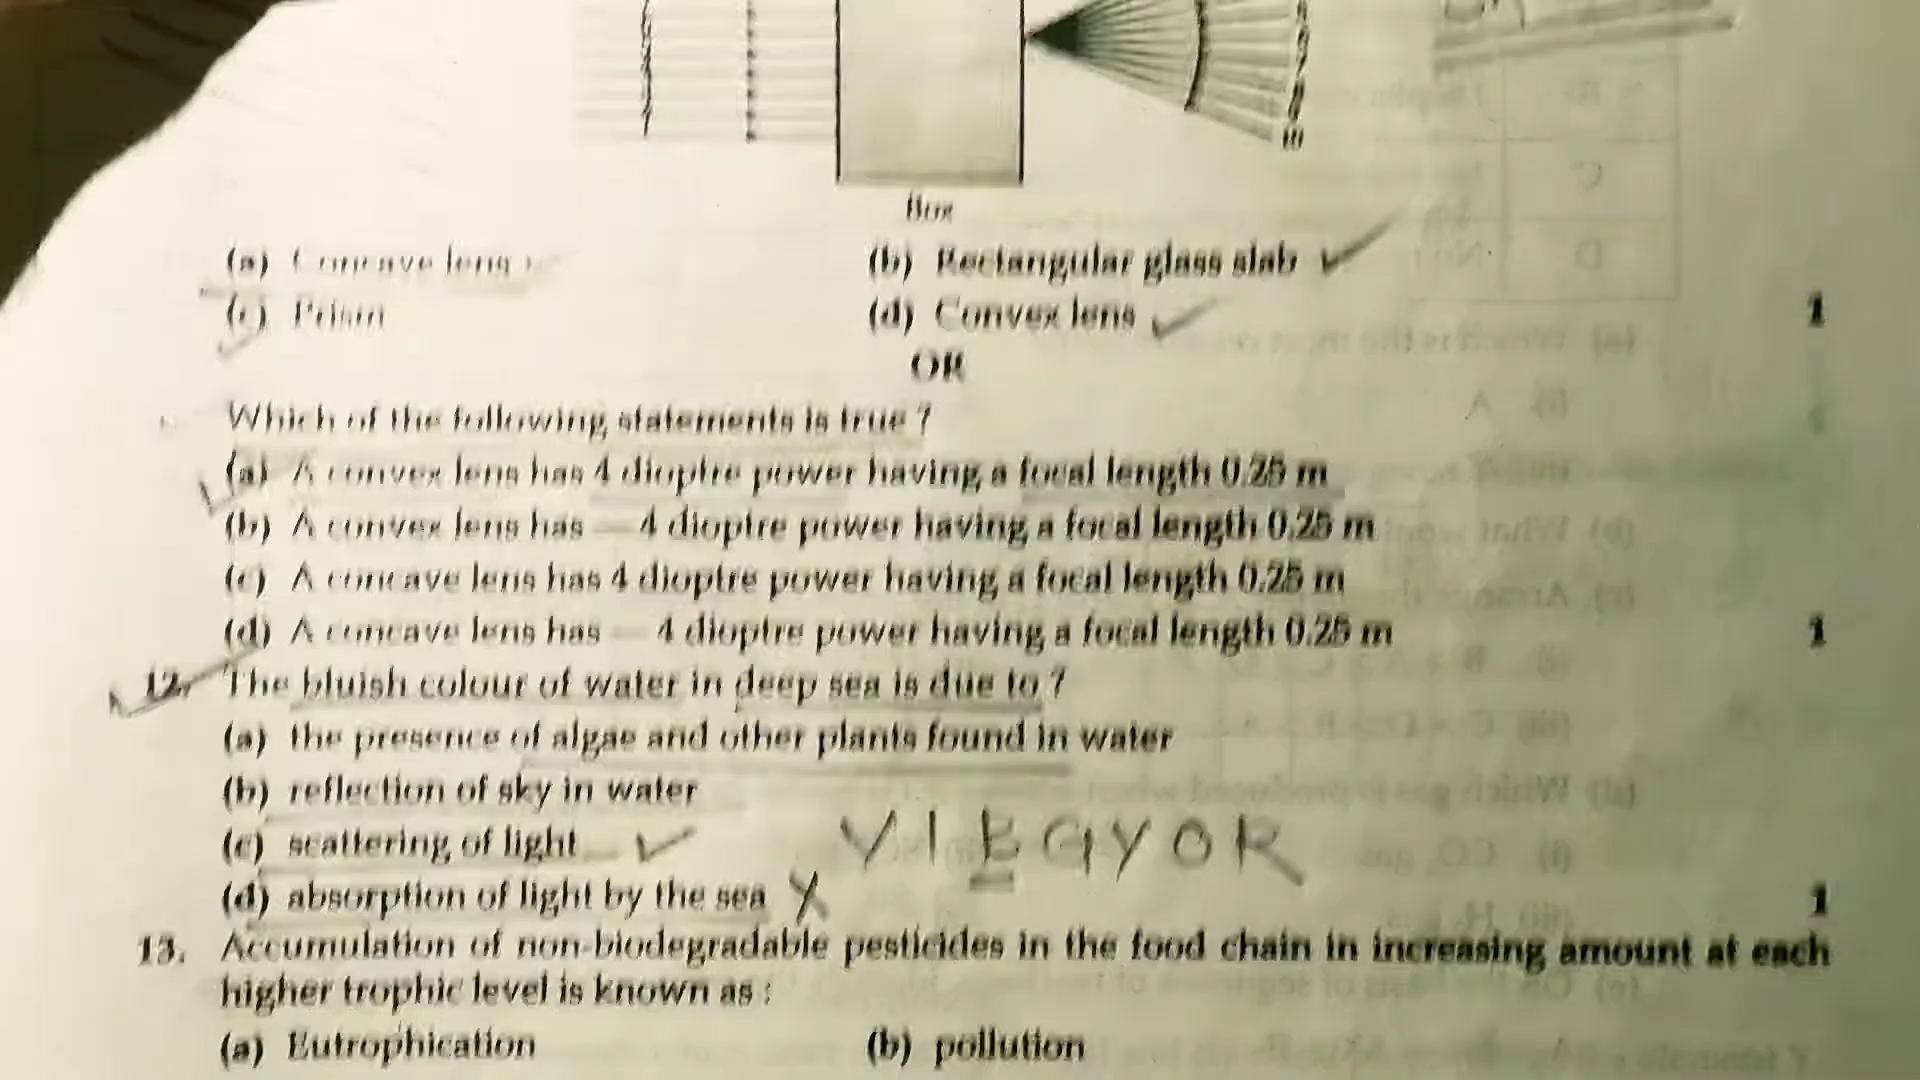 Box
(a) Concave lens
(b) Rectangular glass slab
(c) Prism
(d) Convex lens
1
OR
Which of the following statements is true ?
(a) A convex lens has 4 dioptre power having a focal length 0.25 m
(b) A convex lens has — 4 dioptre power having a focal length 0.25 m
(c) A concave lens has 4 dioptre power having a focal length 0.25 m
(d) A concave lens has — 4 dioptre power having a focal length 0.25 m
1
12. The bluish colour of water in deep sea is due to ?
(a) the presence of algae and other plants found in water
(b) reflection of sky in water
(c) scattering of light
VIBGYOR
(d) absorption of light by the sea
1
13. Accumulation of non-biodegradable pesticides in the food chain in increasing amount at each
higher trophic level is known as :
(a) Eutrophication
(b) pollution